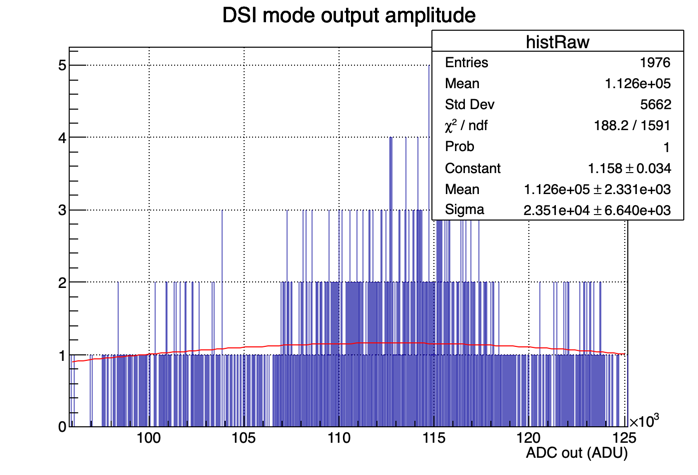 DSI mode output amplitude
histRaw
Entries 1976
Mean 1.126e+05
Std Dev 5662
χ² / ndf 188.2 / 1591
Prob 1
Constant 1.158 ± 0.034
Mean 1.126e+05 ± 2.331e+03
Sigma 2.351e+04 ± 6.640e+03
5
4
3
2
1
0
100 105 110 115 120 125 ×10³
ADC out (ADU)